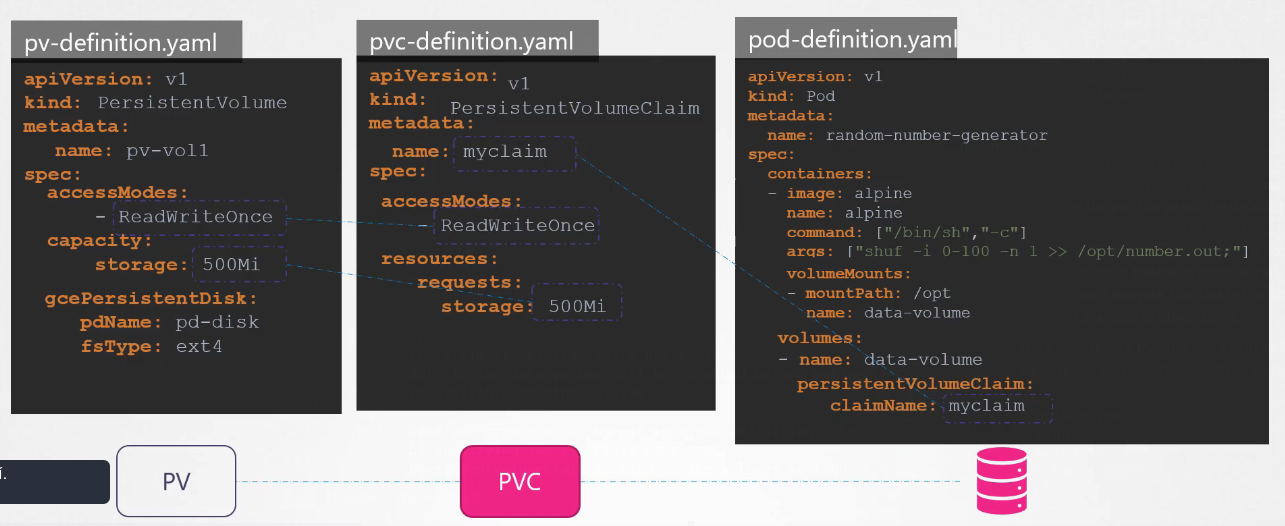 pv-definition.yaml
apiVersion: v1
kind: PersistentVolume
metadata:
name: pv-vol1
spec:
accessModes:
- ReadWriteOnce
capacity:
storage: 500Mi
gcePersistentDisk:
pdName: pd-disk
fsType: ext4
pvc-definition.yaml
apiVersion: v1
kind: PersistentVolumeClaim
metadata:
name: myclaim
spec:
accessModes:
- ReadWriteOnce
resources:
requests:
storage: 500Mi
pod-definition.yaml
apiVersion: v1
kind: Pod
metadata:
name: random-number-generator
spec:
containers:
- image: alpine
name: alpine
command: ["/bin/sh","-c"]
args: ["shuf -i 0-100 -n 1 >> /opt/number.out;"]
volumeMounts:
- mountPath: /opt
name: data-volume
volumes:
- name: data-volume
persistentVolumeClaim:
claimName: myclaim
í.
PV
PVC